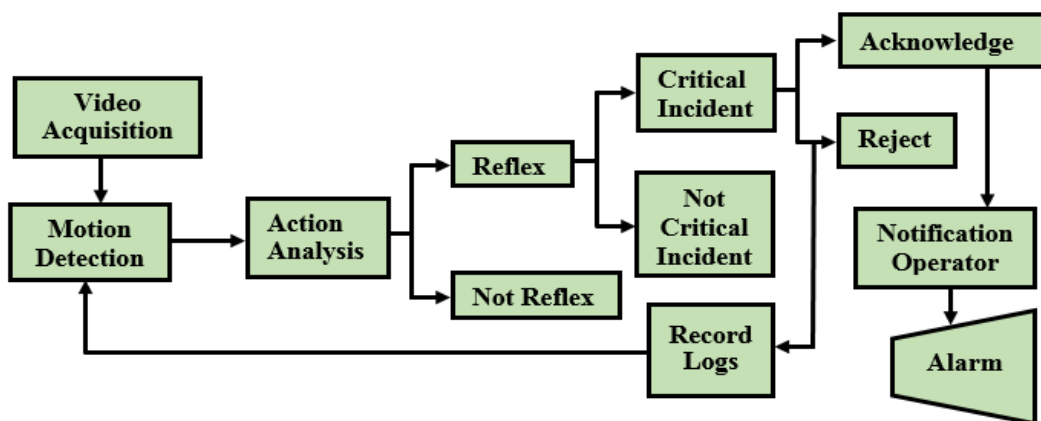 Video
Acquisition
Motion
Detection
Action
Analysis
Reflex
Not Reflex
Critical
Incident
Not
Critical
Incident
Record
Logs
Acknowledge
Reject
Notification
Operator
Alarm